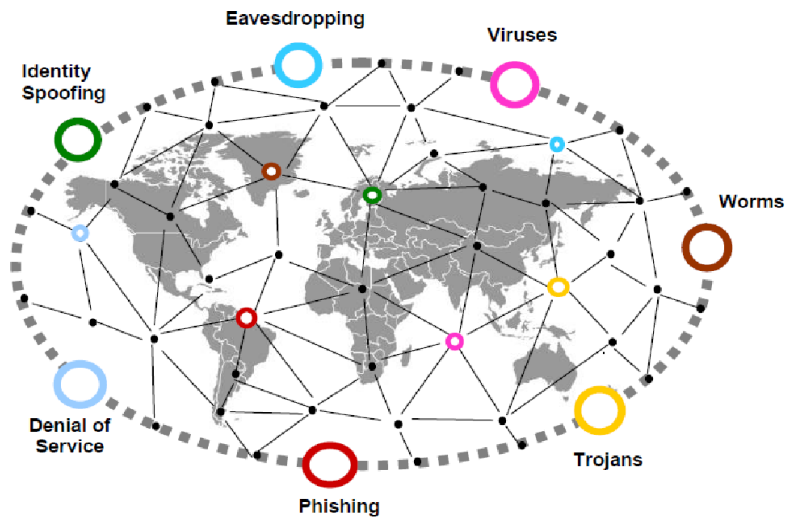 Eavesdropping
Viruses
Identity
Spoofing
Worms
Denial of
Service
Trojans
Phishing